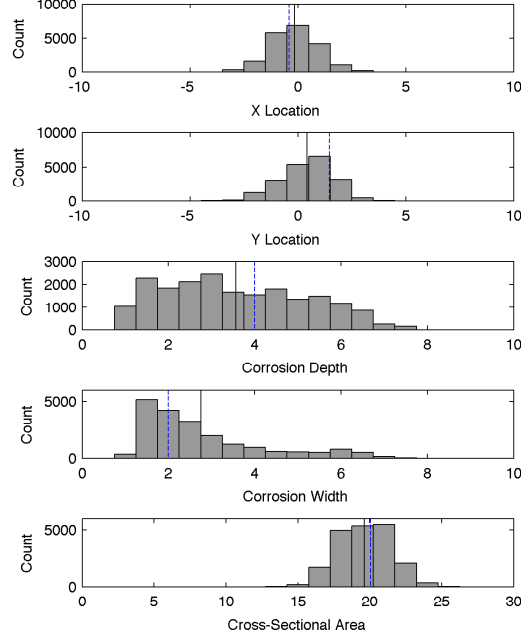 10000
5000
0
Count
-10 -5 0 5 10
X Location
10000
5000
0
Count
-10 -5 0 5 10
Y Location
3000
2000
1000
0
Count
0 2 4 6 8 10
Corrosion Depth
5000
0
Count
0 2 4 6 8 10
Corrosion Width
5000
0
Count
0 5 10 15 20 25 30
Cross-Sectional Area